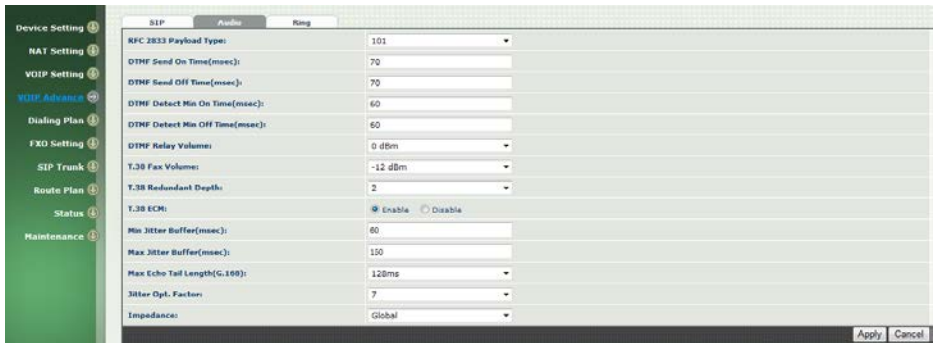 Device Setting
NAT Setting
VOIP Setting
VOIP Advance
Dialing Plan
FXO Setting
SIP Trunk
Route Plan
Status
Maintenance
SIP Audio Ring
RFC 2833 Payload Type: 101
DTMF Send On Time(msec): 70
DTMF Send Off Time(msec): 70
DTMF Detect Min On Time(msec): 60
DTMF Detect Min Off Time(msec): 60
DTMF Relay Volume: 0 dBm
T.38 Fax Volume: -12 dBm
T.38 Redundant Depth: 2
T.38 ECM: Enable Disable
Min Jitter Buffer(msec): 60
Max Jitter Buffer(msec): 150
Max Echo Tail Length(G.168): 128ms
Jitter Opt. Factor: 7
Impedance: Global
Apply Cancel